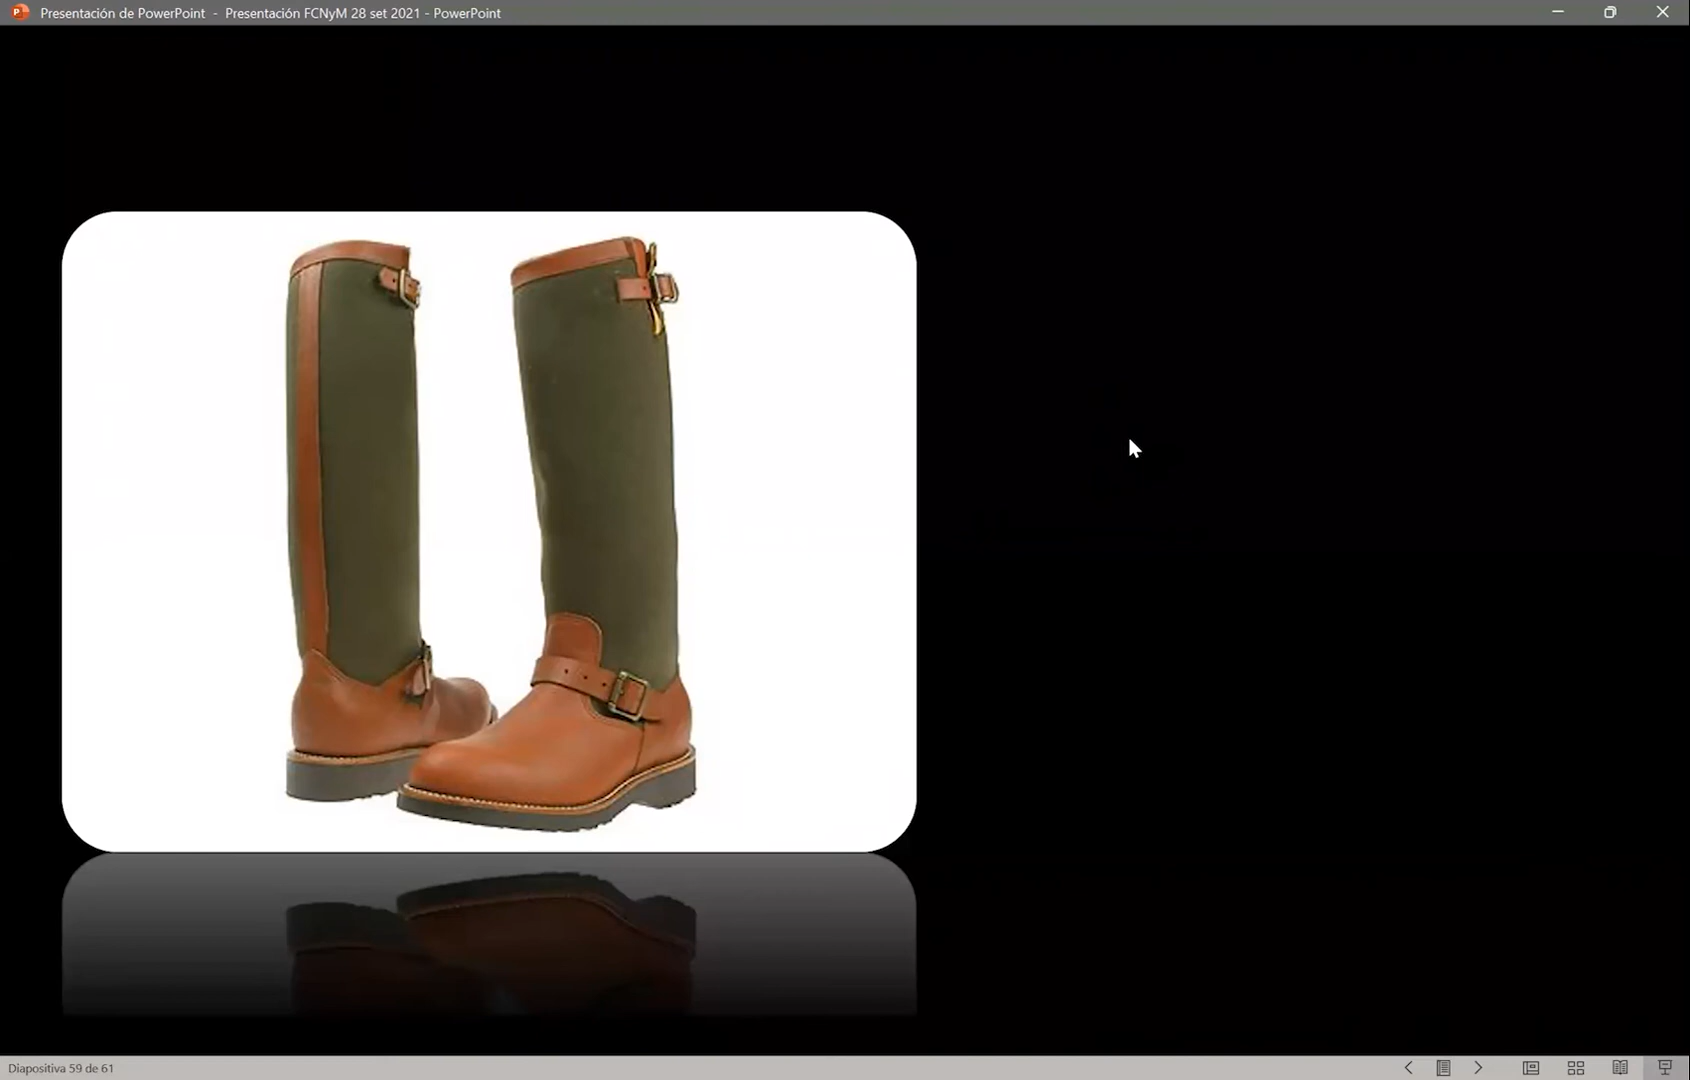 Presentación de PowerPoint - Presentación FCNyM 28 set 2021 - PowerPoint
Diapositiva 59 de 61